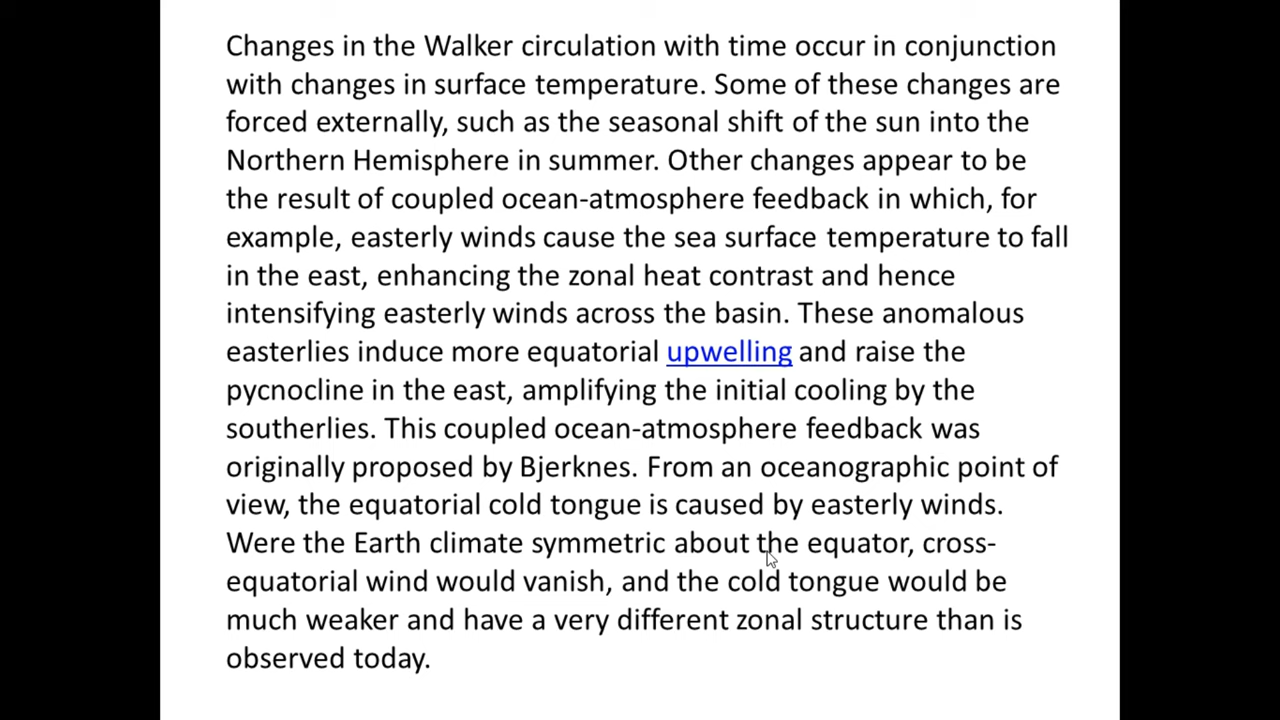 Changes in the Walker circulation with time occur in conjunction
with changes in surface temperature. Some of these changes are
forced externally, such as the seasonal shift of the sun into the
Northern Hemisphere in summer. Other changes appear to be
the result of coupled ocean-atmosphere feedback in which, for
example, easterly winds cause the sea surface temperature to fall
in the east, enhancing the zonal heat contrast and hence
intensifying easterly winds across the basin. These anomalous
easterlies induce more equatorial upwelling and raise the
pycnocline in the east, amplifying the initial cooling by the
southerlies. This coupled ocean-atmosphere feedback was
originally proposed by Bjerknes. From an oceanographic point of
view, the equatorial cold tongue is caused by easterly winds.
Were the Earth climate symmetric about the equator, cross-
equatorial wind would vanish, and the cold tongue would be
much weaker and have a very different zonal structure than is
observed today.